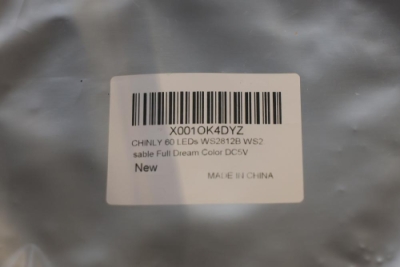 X001OK4DYZ
CHINLY 60 LEDs WS2812B WS2
sable Full Dream Color DC5V
New
MADE IN CHINA